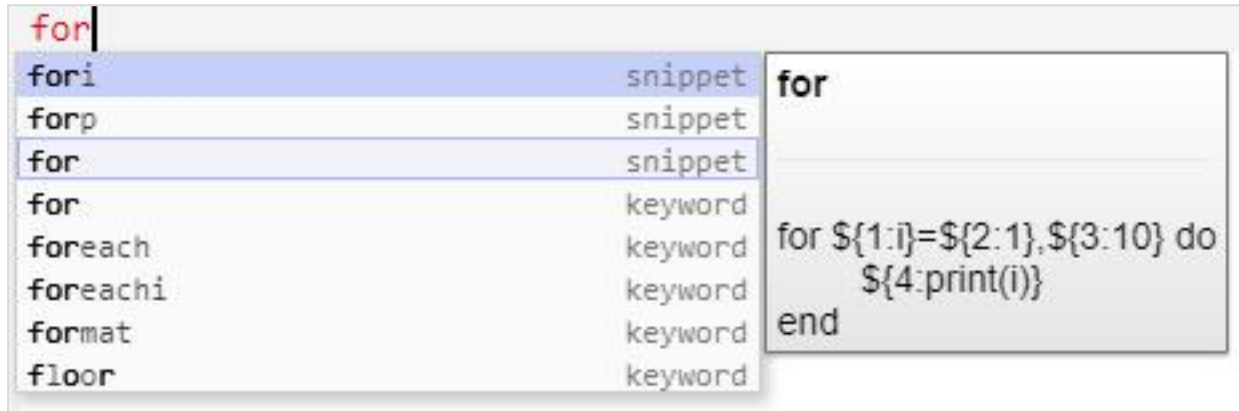 for
fori snippet
forp snippet
for snippet
for keyword
foreach keyword
foreachi keyword
format keyword
floor keyword
for
for ${1:i}=${2:1},${3:10} do
${4:print(i)}
end